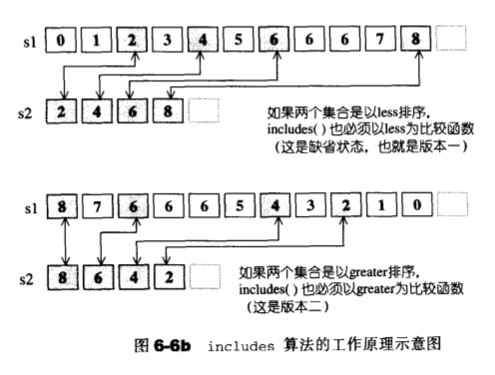 s1 0 1 2 3 4 5 6 6 6 7 8
s2 2 4 6 8
如果两个集合是以less排序，
includes( ) 也必须以less为比较函数
（这是缺省状态，也就是版本一）
s1 8 7 6 6 6 5 4 3 2 1 0
s2 8 6 4 2
如果两个集合是以greater排序，
includes( ) 也必须以greater为比较函数
（这是版本二）
图 6-6b includes 算法的工作原理示意图